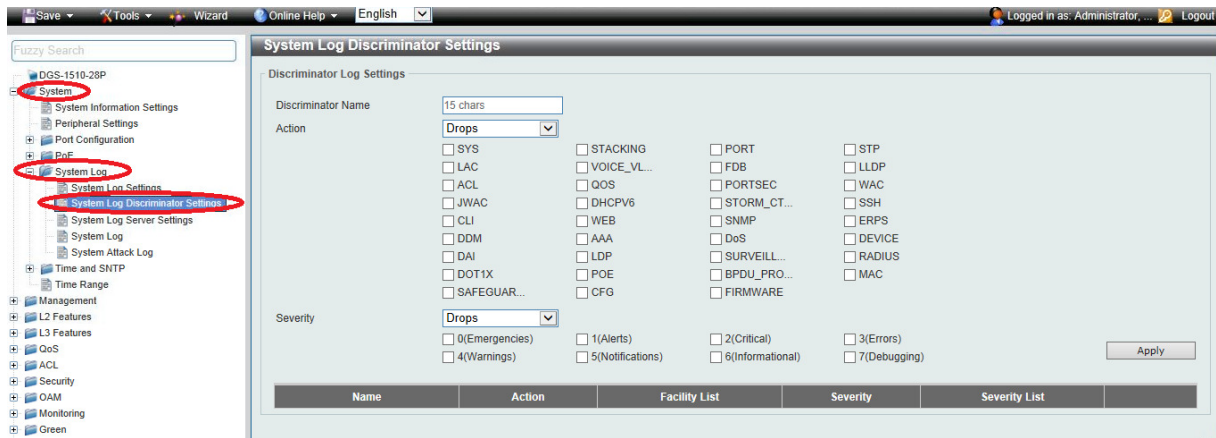 Save Tools Wizard Online Help English Logged in as: Administrator, ... Logout
Fuzzy Search
DGS-1510-28P
System
System Information Settings
Peripheral Settings
Port Configuration
PoE
System Log
System Log Settings
System Log Discriminator Settings
System Log Server Settings
System Log
System Attack Log
Time and SNTP
Time Range
Management
L2 Features
L3 Features
QoS
ACL
Security
OAM
Monitoring
Green
System Log Discriminator Settings
Discriminator Log Settings
Discriminator Name 15 chars
Action Drops
SYS STACKING PORT STP
LAC VOICE_VL... FDB LLDP
ACL QOS PORTSEC WAC
JWAC DHCPV6 STORM_CT... SSH
CLI WEB SNMP ERPS
DDM AAA DoS DEVICE
DAI LDP SURVEILL... RADIUS
DOT1X POE BPDU_PRO... MAC
SAFEGUAR... CFG FIRMWARE
Severity Drops
0(Emergencies) 1(Alerts) 2(Critical) 3(Errors)
4(Warnings) 5(Notifications) 6(Informational) 7(Debugging)
Apply
Name Action Facility List Severity Severity List